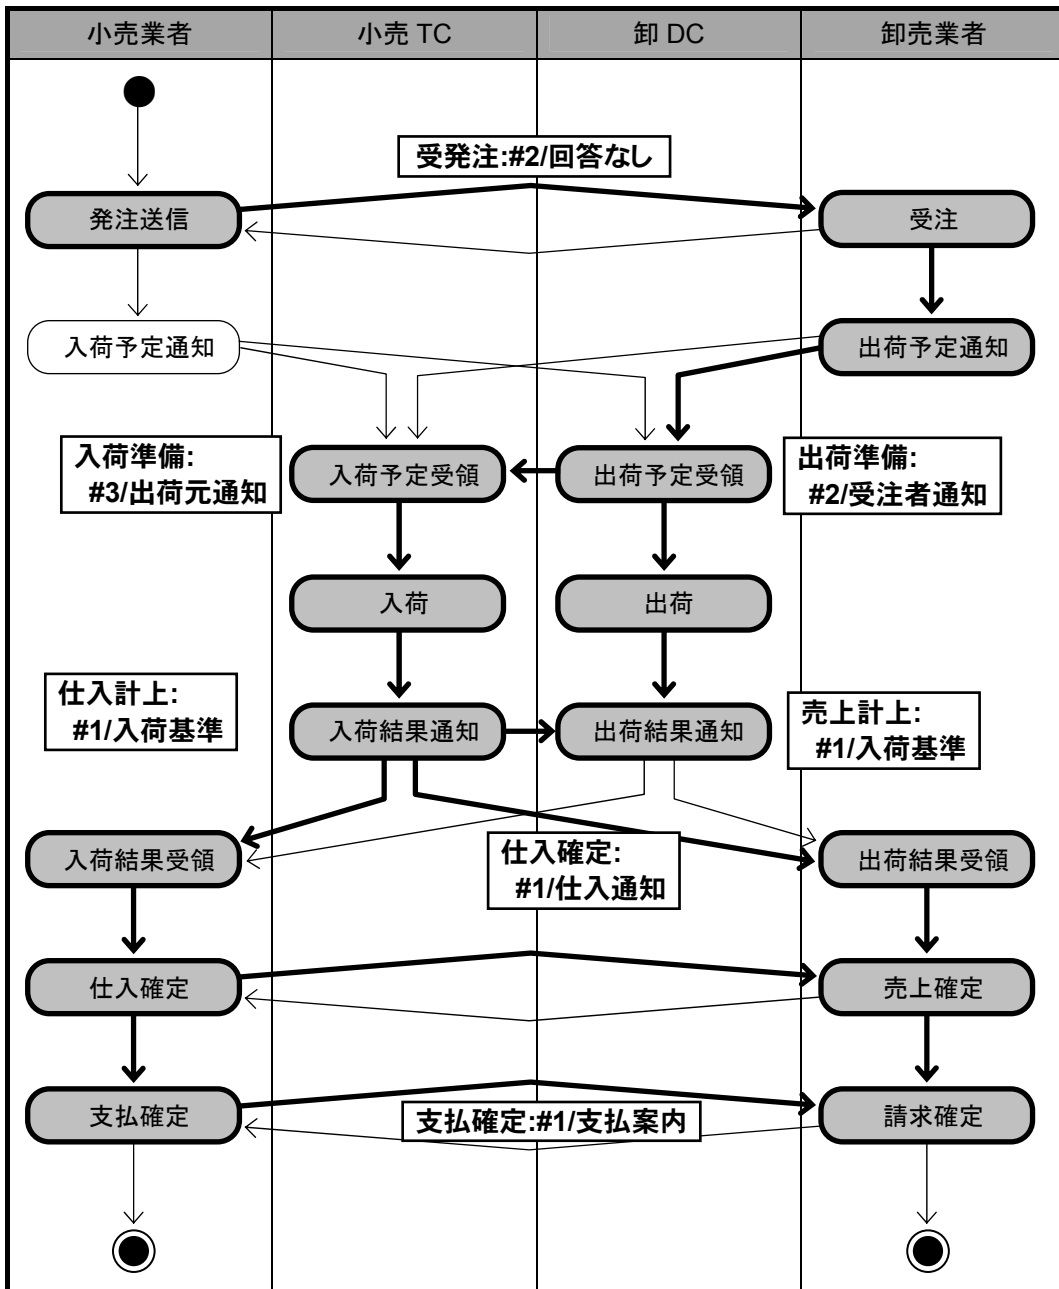 小売業者
小売 TC
卸 DC
卸売業者
受発注:#2/回答なし
発注送信
受注
入荷予定通知
出荷予定通知
入荷準備:
#3/出荷元通知
入荷予定受領
出荷予定受領
出荷準備:
#2/受注者通知
入荷
出荷
仕入計上:
#1/入荷基準
入荷結果通知
出荷結果通知
売上計上:
#1/入荷基準
入荷結果受領
仕入確定:
#1/仕入通知
出荷結果受領
仕入確定
売上確定
支払確定
支払確定:#1/支払案内
請求確定